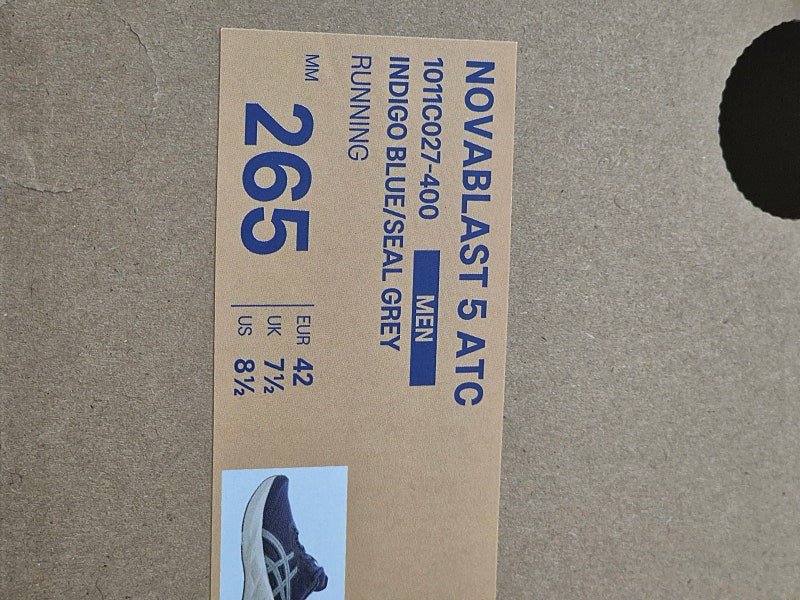 NOVABLAST 5 ATC
1011C027-400 MEN
INDIGO BLUE/SEAL GREY
RUNNING
MM 265
EUR 42
UK 7½
US 8½